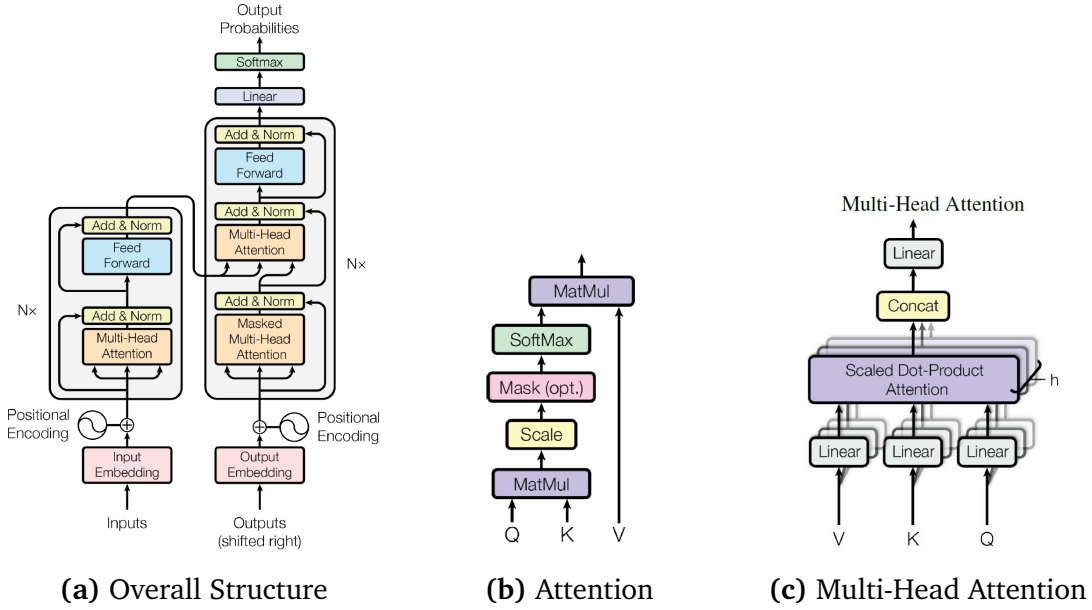 Output
Probabilities
Softmax
Linear
Add & Norm
Feed
Forward
Add & Norm
Multi-Head
Attention
Add & Norm
Masked
Multi-Head
Attention
N×
Positional
Encoding
Output
Embedding
Outputs
(shifted right)
Add & Norm
Feed
Forward
N×
Add & Norm
Multi-Head
Attention
Positional
Encoding
Input
Embedding
Inputs
(a) Overall Structure
MatMul
SoftMax
Mask (opt.)
Scale
MatMul
Q K V
(b) Attention
Multi-Head Attention
Linear
Concat
Scaled Dot-Product
Attention
h
Linear Linear Linear
V K Q
(c) Multi-Head Attention